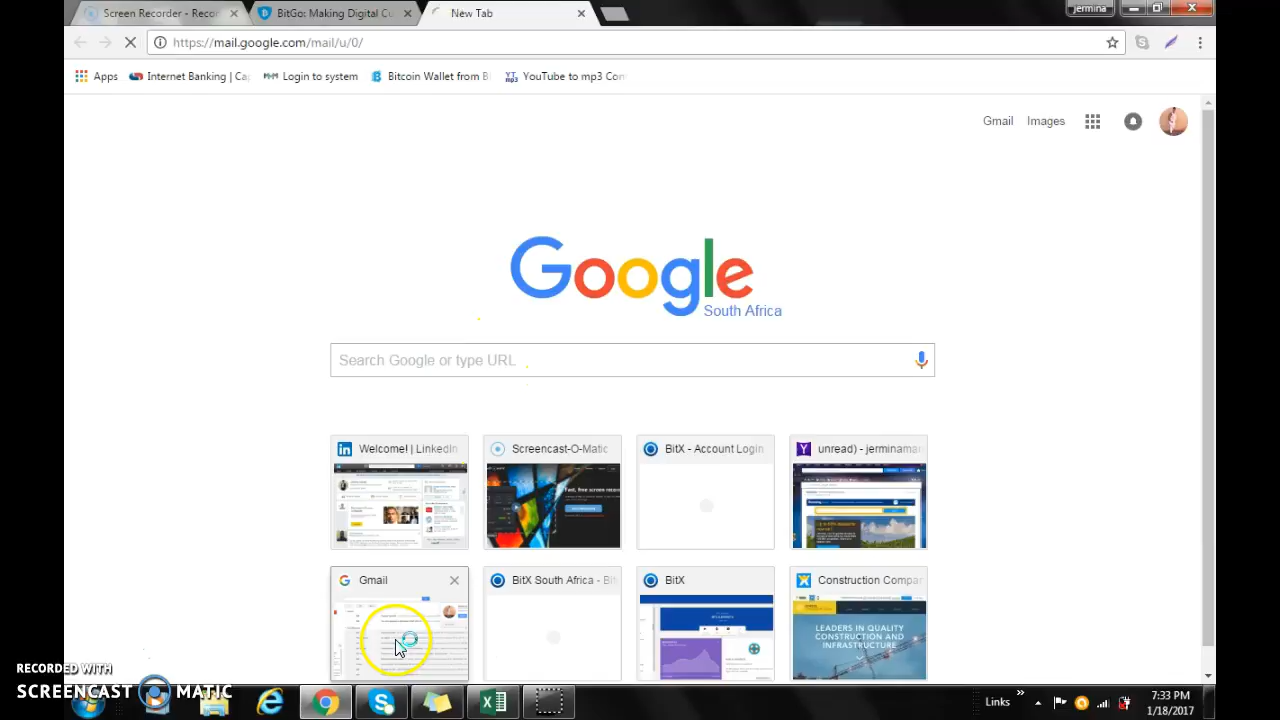 Screen Recorder - Recor
BitGo: Making Digital Cu
New Tab
jermina
https://mail.google.com/mail/u/0/
Apps
Internet Banking | Ca
Login to system
Bitcoin Wallet from B
YouTube to mp3 Con
Gmail
Images
Google
South Africa
Search Google or type URL
Welcome! | LinkedIn
Screencast-O-Matic
BitX - Account Login
unread) - jerminama
Gmail
BitX South Africa - Bit
BitX
Construction Compa
LEADERS IN QUALITY
CONSTRUCTION AND
INFRASTRUCTURE
RECORDED WITH
SCREENCAST MATIC
Links
7:33 PM
1/18/2017